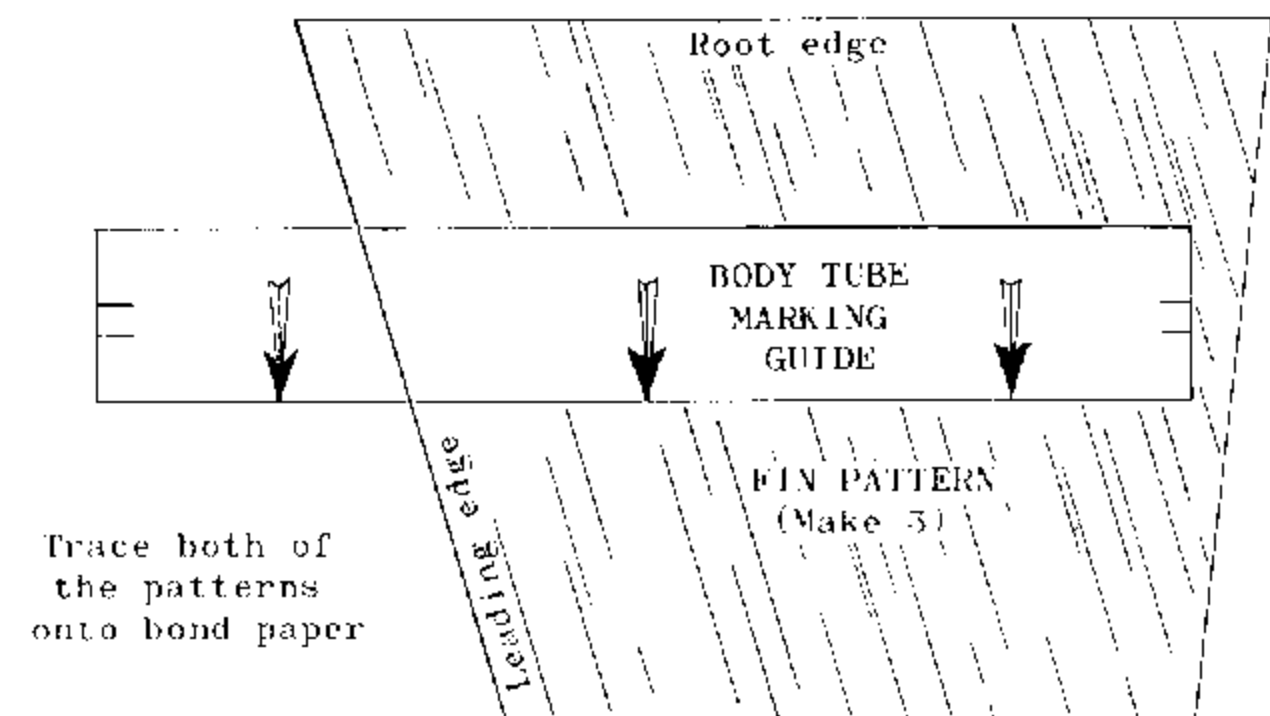 Root edge
BODY TUBE
MARKING
GUIDE
Leading edge
FIN PATTERN
(Make 3)
Trace both of
the patterns
onto bond paper